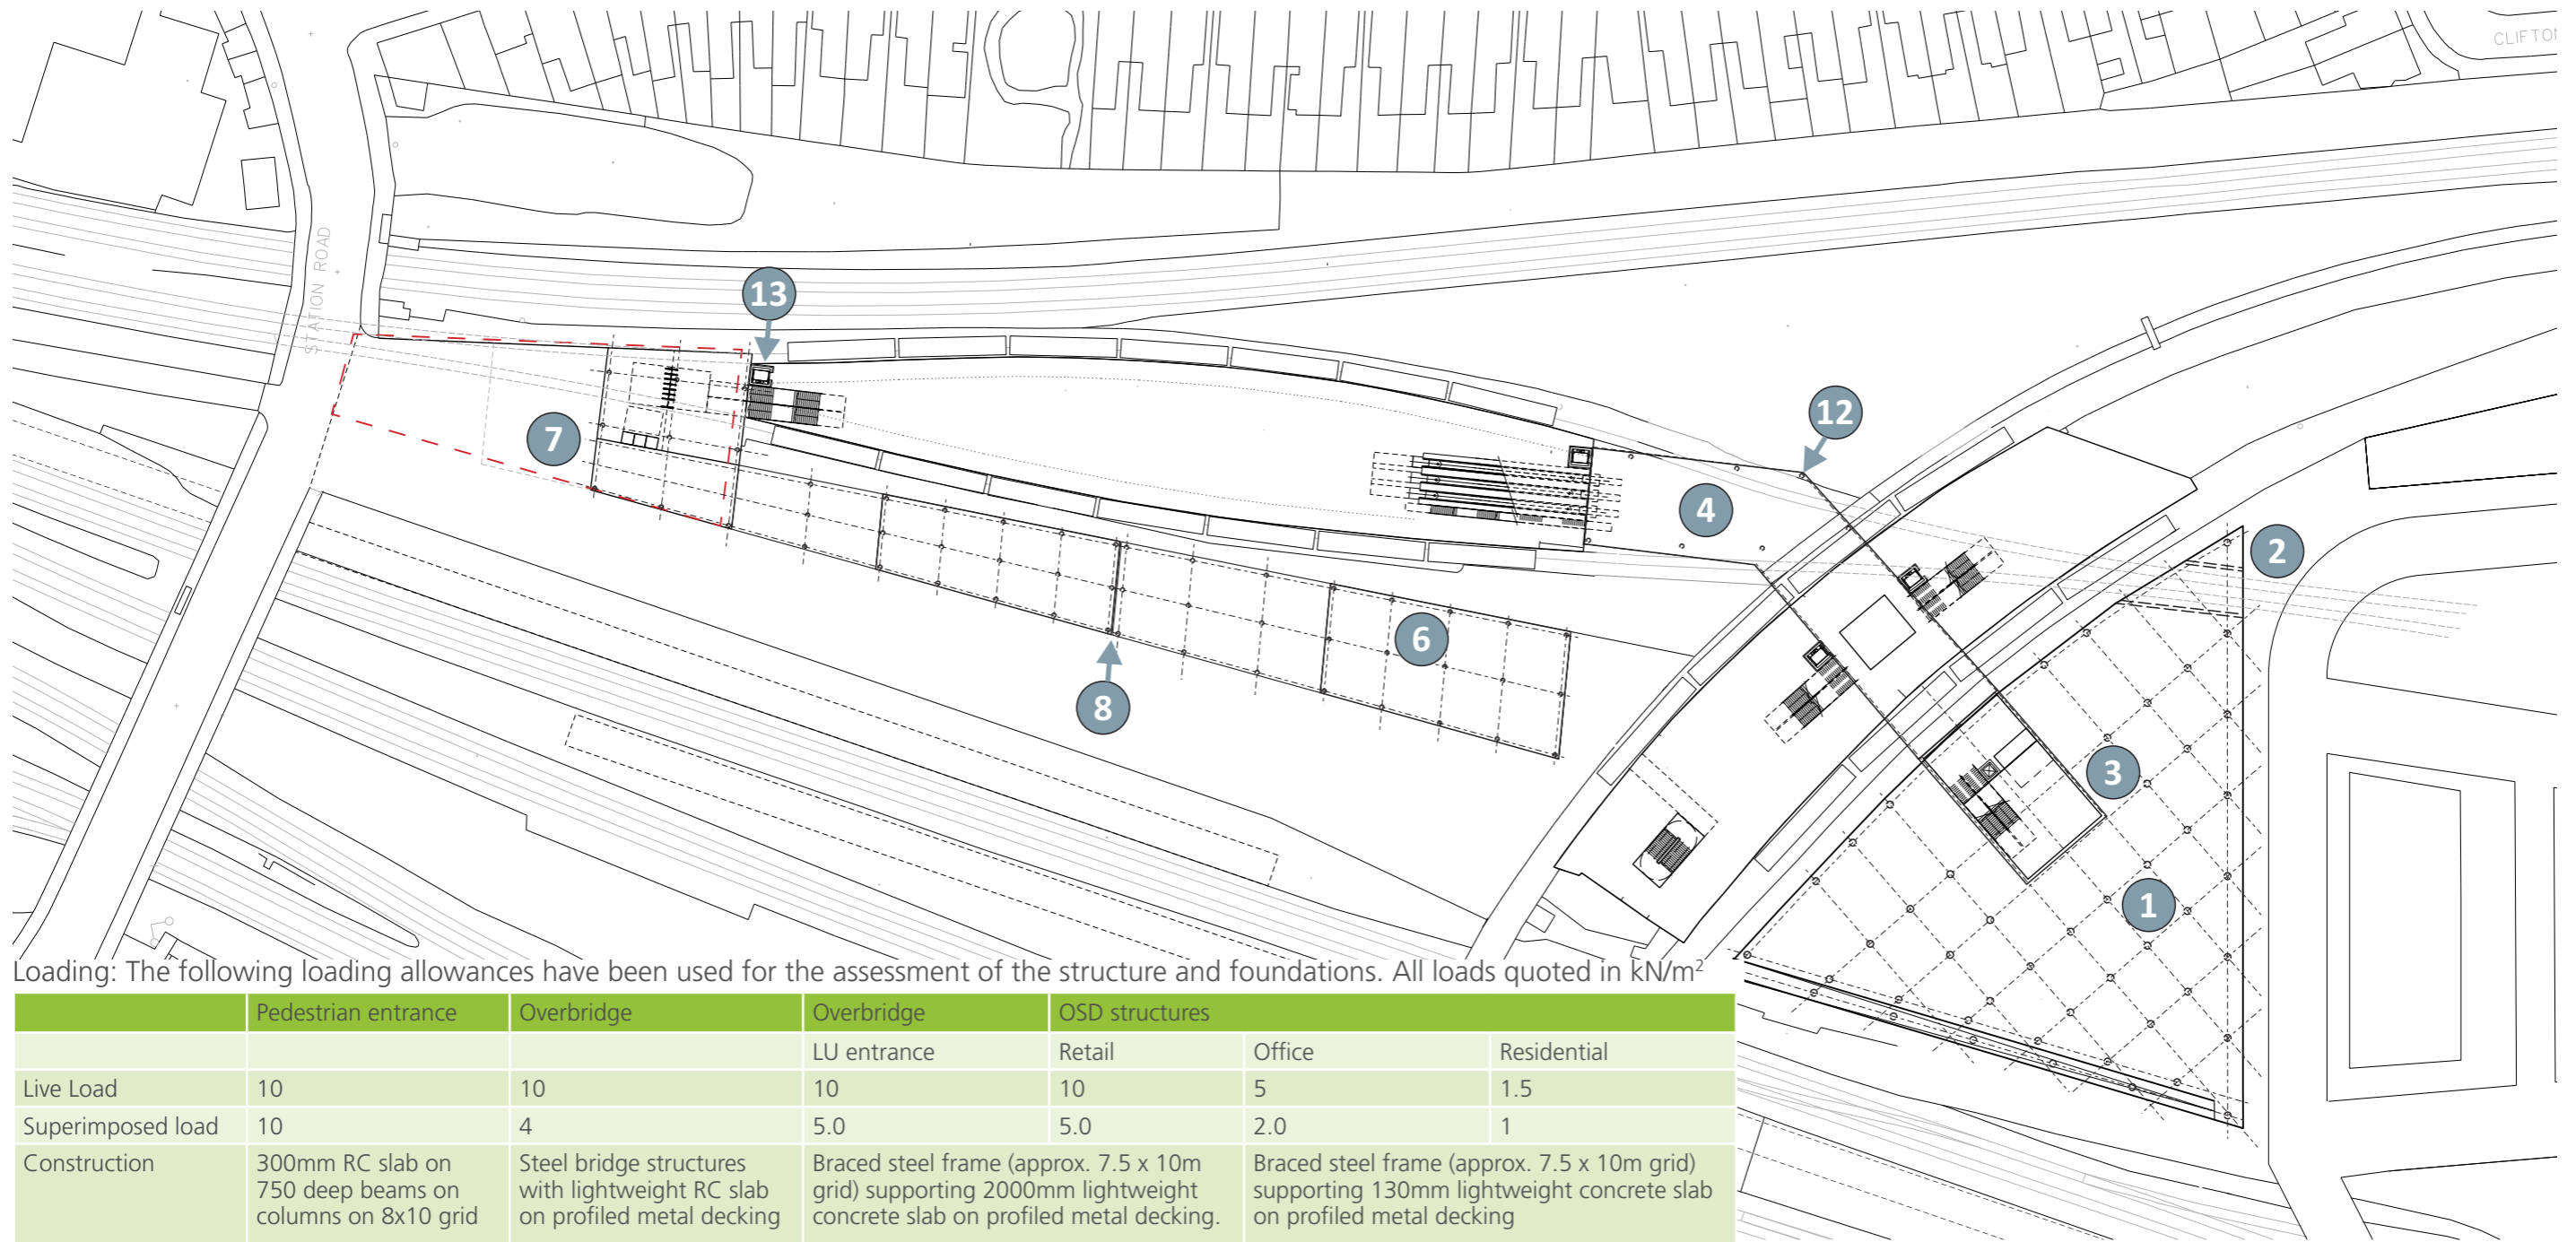 CLIFTON
STATION ROAD
13
12
7
4
2
6
8
3
1
Loading: The following loading allowances have been used for the assessment of the structure and foundations. All loads quoted in kN/m²
Pedestrian entrance Overbridge Overbridge OSD structures
LU entrance Retail Office Residential
Live Load 10 10 10 10 5 1.5
Superimposed load 10 4 5.0 5.0 2.0 1
Construction 300mm RC slab on Steel bridge structures Braced steel frame (approx. 7.5 x 10m Braced steel frame (approx. 7.5 x 10m grid)
750 deep beams on with lightweight RC slab grid) supporting 2000mm lightweight supporting 130mm lightweight concrete slab
columns on 8x10 grid on profiled metal decking concrete slab on profiled metal decking. on profiled metal decking